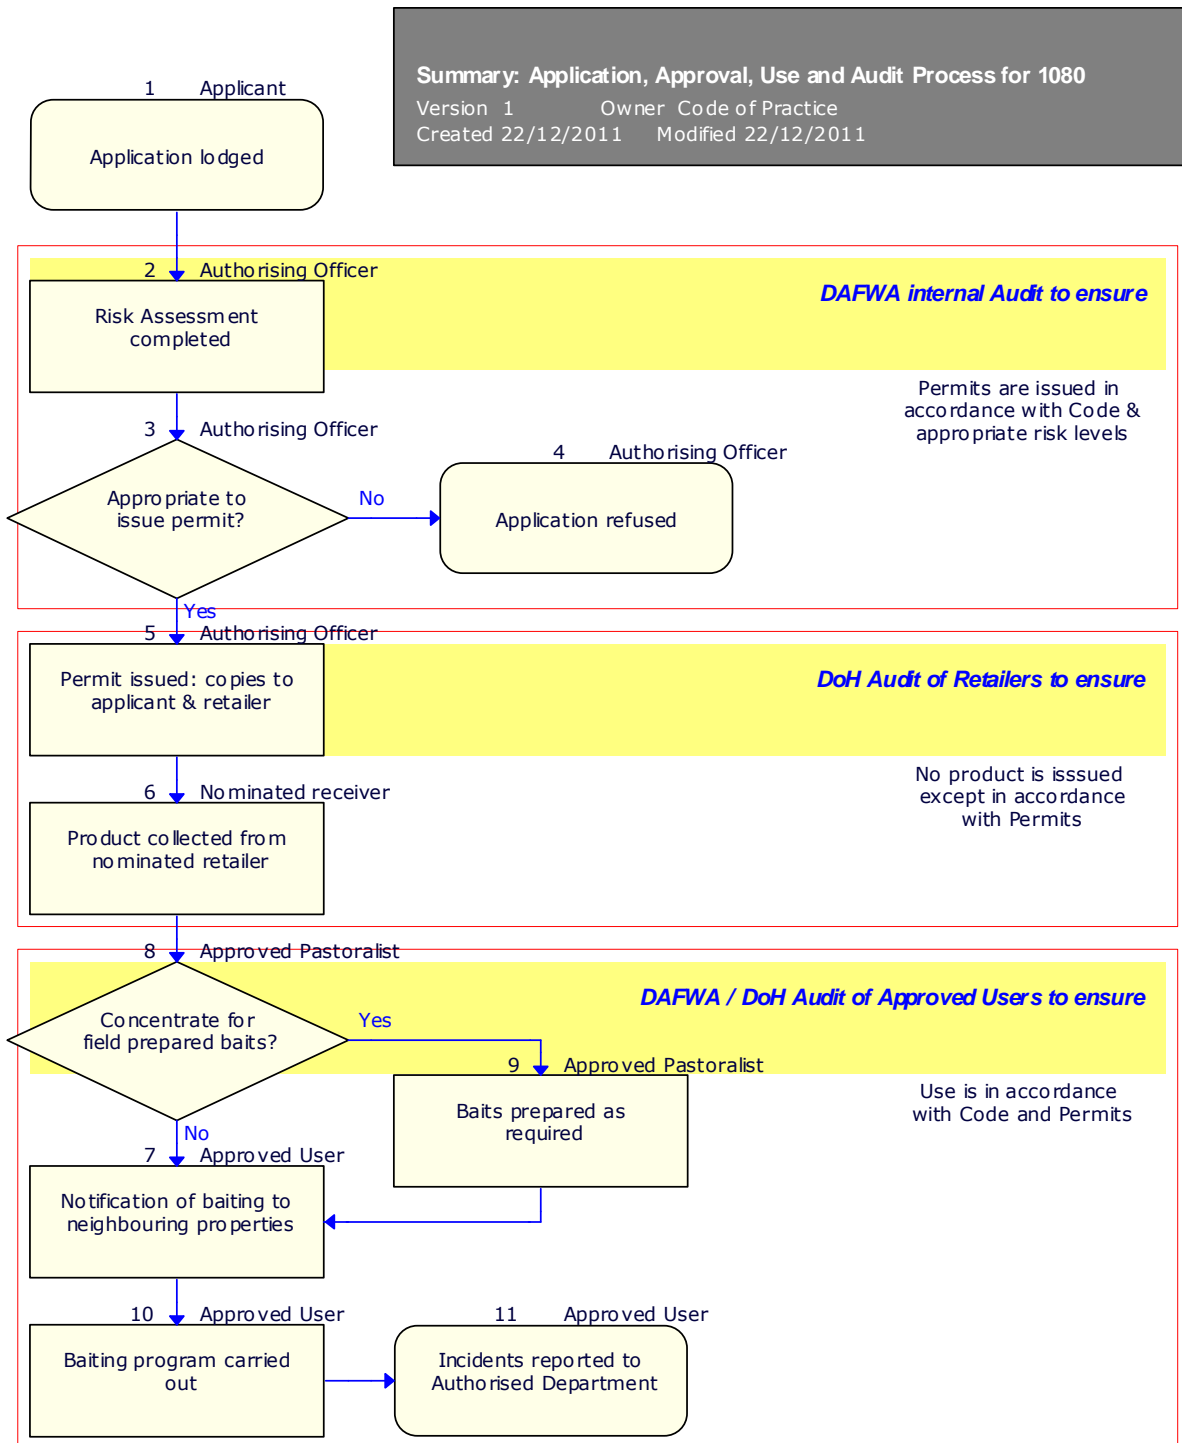 Summary: Application, Approval, Use and Audit Process for 1080
Version 1 Owner Code of Practice
Created 22/12/2011 Modified 22/12/2011
1 Applicant
Application lodged
2 Authorising Officer
DAFWA internal Audit to ensure
Risk Assessment
completed
Permits are issued in
accordance with Code &
appropriate risk levels
3 Authorising Officer
Appropriate to
issue permit?
No
4 Authorising Officer
Application refused
Yes
5 Authorising Officer
DoH Audit of Retailers to ensure
Permit issued: copies to
applicant & retailer
No product is isssued
except in accordance
with Permits
6 Nominated receiver
Product collected from
nominated retailer
8 Approved Pastoralist
DAFWA / DoH Audit of Approved Users to ensure
Concentrate for
field prepared baits?
Yes
9 Approved Pastoralist
Baits prepared as
required
Use is in accordance
with Code and Permits
No
7 Approved User
Notification of baiting to
neighbouring properties
10 Approved User
Baiting program carried
out
11 Approved User
Incidents reported to
Authorised Department